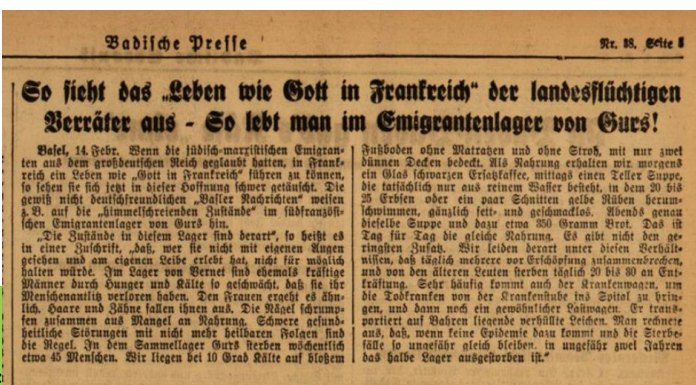 Badische Presse
Nr. 38. Seite
So sieht das „Leben wie Gott in Frankreich“ der landesflüchtigen
Verräter aus - So lebt man im Emigrantenlager von Gurs!
Basel, 14. Febr. Wenn die jüdisch-marxistischen Emigran-
ten aus dem großdeutschen Reich geglaubt hatten, in Frank-
reich ein Leben wie „Gott in Frankreich“ führen zu können,
so sehen sie sich jetzt in dieser Hoffnung schwer getäuscht. Die
gewiß nicht deutschfreundlichen „Basler Nachrichten“ weisen
z. B. auf die „himmelschreienden Zustände“ im südfranzösi-
schen Emigrantenlager von Gurs hin.
„Die Zustände in diesem Lager sind derart“, so heißt es
in einer Zuschrift, „daß, wer sie nicht mit eigenen Augen
gesehen und am eigenen Leibe erlebt hat, nicht für möglich
halten würde. Im Lager von Vernet sind ehemals kräftige
Männer durch Hunger und Kälte so geschwächt, daß sie ihr
Menschenantlitz verloren haben. Den Frauen ergeht es ähn-
lich. Haare und Zähne fallen ihnen aus. Die Nägel schrump-
fen zusammen aus Mangel an Nahrung. Schwere gesund-
heitliche Störungen mit nicht mehr heilbaren Folgen sind
die Regel. In dem Sammellager Gurs sterben wöchentlich
etwa 45 Menschen. Wir liegen bei 10 Grad Kälte auf bloßem
Fußboden ohne Matratzen und ohne Stroh, mit nur zwei
dünnen Decken bedeckt. Als Nahrung erhalten wir morgens
ein Glas schwarzen Ersatzkaffee, mittags einen Teller Suppe,
die tatsächlich nur aus reinem Wasser besteht, in dem 20 bis
25 Erbsen oder ein paar Schnitten gelbe Rüben herum-
schwimmen, gänzlich fett- und geschmacklos. Abends genau
dieselbe Suppe und dazu etwa 350 Gramm Brot. Das ist
Tag für Tag die gleiche Nahrung. Es gibt nicht den ge-
ringsten Zusatz. Wir leiden derart unter diesen Verhält-
nissen, daß täglich mehrere vor Erschöpfung zusammenbrechen,
und von den älteren Leuten sterben täglich 20 bis 30 an Ent-
kräftung. Sehr häufig kommt auch der Krankenwagen, um
die Todkranken von der Krankenstube ins Spital zu brin-
gen, und dann noch ein gewöhnlicher Lastwagen. Er trans-
portiert auf Bahren liegende verhüllte Leichen. Man rechnet
aus, daß, wenn keine Epidemie dazu kommt und die Sterbe-
fälle so ungefähr gleich bleiben, in ungefähr zwei Jahren
das halbe Lager ausgestorben ist.“